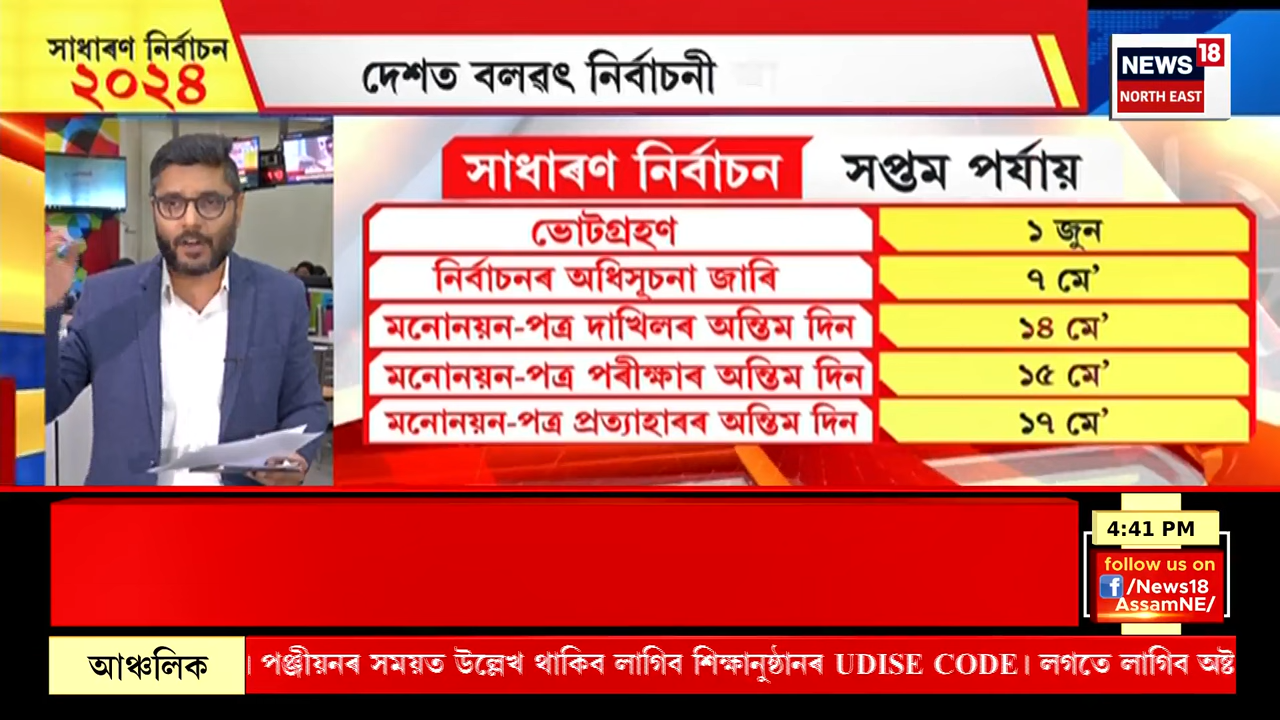 সাধাৰণ নিৰ্বাচন
২০২৪
দেশত বলৱৎ নিৰ্বাচনী
NEWS 18
NORTH EAST
সাধাৰণ নিৰ্বাচন সপ্তম পৰ্যায়
ভোটগ্ৰহণ ১ জুন
নিৰ্বাচনৰ অধিসূচনা জাৰি ৭ মে’
মনোনয়ন-পত্ৰ দাখিলৰ অন্তিম দিন ১৪ মে’
মনোনয়ন-পত্ৰ পৰীক্ষাৰ অন্তিম দিন ১৫ মে’
মনোনয়ন-পত্ৰ প্ৰত্যাহাৰৰ অন্তিম দিন ১৭ মে’
4:41 PM
follow us on
f /News18
AssamNE/
আঞ্চলিক । পঞ্জীয়নৰ সময়ত উল্লেখ থাকিব লাগিব শিক্ষানুষ্ঠানৰ UDISE CODE। লগতে লাগিব অষ্ট